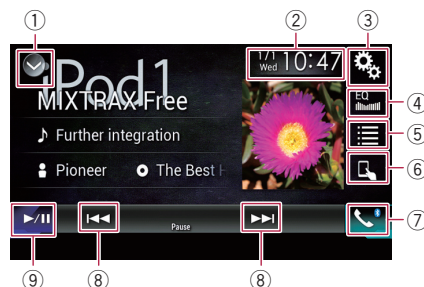 ① ② ③
iPod1
1/1
Wed
10:47
MIXTRAX Free
EQ
④
Further integration
⑤
Pioneer The Best H
⑥
Pause
⑦
⑨ ⑧ ⑧